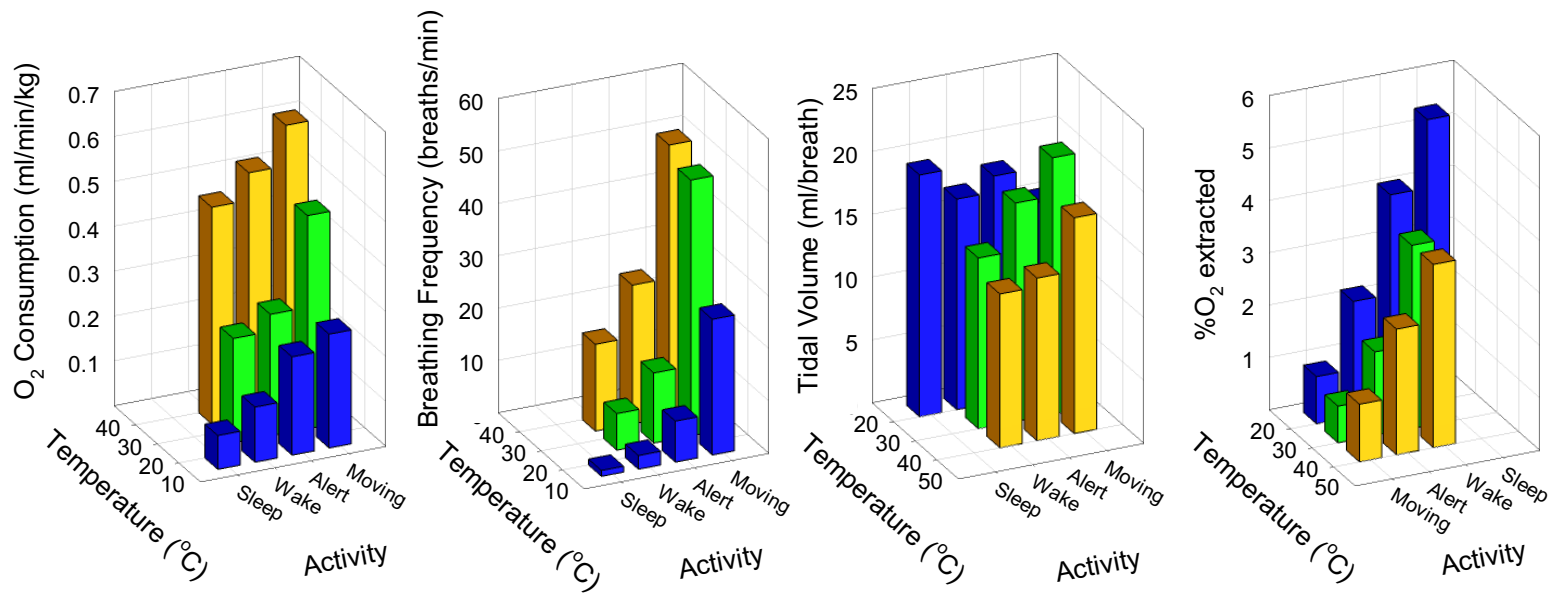 O₂ Consumption (ml/min/kg)
0.7
0.6
0.5
0.4
0.3
0.2
0.1
40
30
20
10
Temperature (°C)
Sleep
Wake
Alert
Moving
Activity
Breathing Frequency (breaths/min)
60
50
40
30
20
10
40
30
20
10
Temperature (°C)
Sleep
Wake
Alert
Moving
Activity
Tidal Volume (ml/breath)
25
20
15
10
5
20
30
40
50
Temperature (°C)
Sleep
Wake
Alert
Moving
Activity
%O₂ extracted
6
5
4
3
2
1
20
30
40
50
Temperature (°C)
Moving
Alert
Wake
Sleep
Activity